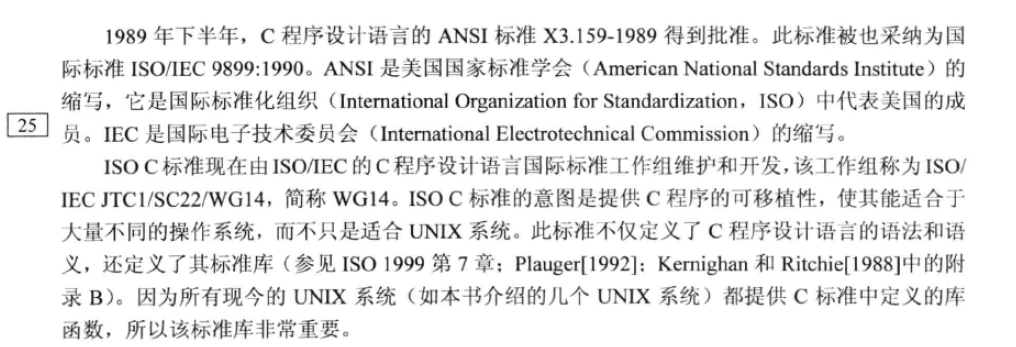 1989 年下半年，C 程序设计语言的 ANSI 标准 X3.159-1989 得到批准。此标准被也采纳为国
际标准 ISO/IEC 9899:1990。ANSI 是美国国家标准学会（American National Standards Institute）的
缩写，它是国际标准化组织（International Organization for Standardization，ISO）中代表美国的成
25
员。IEC 是国际电子技术委员会（International Electrotechnical Commission）的缩写。
ISO C 标准现在由 ISO/IEC 的 C 程序设计语言国际标准工作组维护和开发，该工作组称为 ISO/
IEC JTC1/SC22/WG14，简称 WG14。ISO C 标准的意图是提供 C 程序的可移植性，使其能适合于
大量不同的操作系统，而不只是适合 UNIX 系统。此标准不仅定义了 C 程序设计语言的语法和语
义，还定义了其标准库（参见 ISO 1999 第 7 章；Plauger[1992]；Kernighan 和 Ritchie[1988]中的附
录 B）。因为所有现今的 UNIX 系统（如本书介绍的几个 UNIX 系统）都提供 C 标准中定义的库
函数，所以该标准库非常重要。